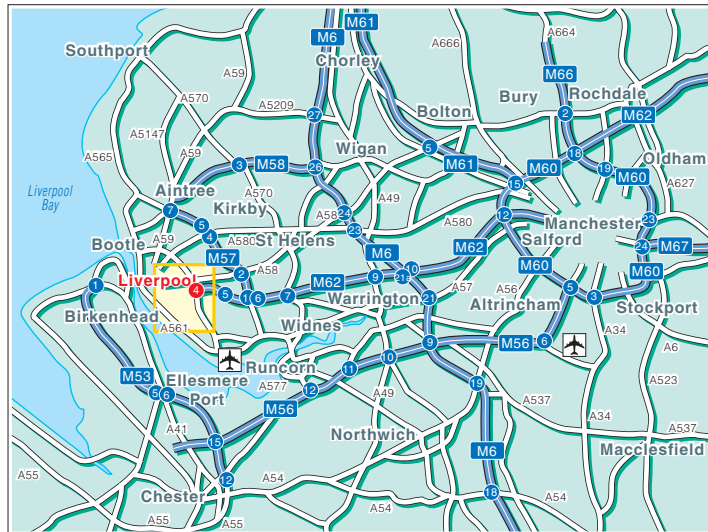 M61
A664
M6
A666
Southport
Chorley
A59
M66
A570
A5209
Bury
Rochdale
Bolton
27
2
M62
A5147
A565
A59
Wigan
5
18
Oldham
3
M58
26
M61
M60
19
M60
Liverpool
Bay
Aintree
A570
A49
15
A627
Kirkby
7
24
12
23
5
A58
A580
Manchester
4
23
Bootle
A59
A580
St Helens
M6
Salford
24
M67
M57
A58
M62
2
10
M60
M60
Liverpool
9
21a
1
4
5
1
6
7
M62
A57
A56
5
Warrington
21
Altrincham
3
Stockport
Birkenhead
A561
Widnes
A34
9
M56
6
A6
10
Runcorn
11
M53
Ellesmere
Port
A577
12
19
A523
5
6
M56
A49
A537
A34
A41
Northwich
A537
15
M6
Macclesfield
A55
12
A54
18
Chester
A54
A54
A55
A55
A55